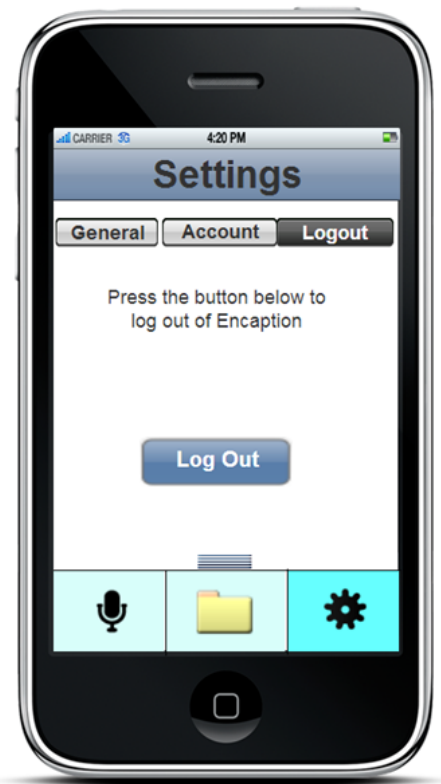 CARRIER 3G 4:20 PM
Settings
General Account Logout
Press the button below to
log out of Encaption
Log Out